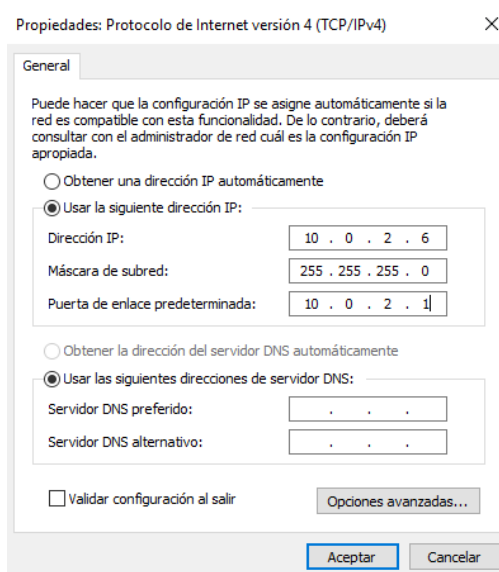 Propiedades: Protocolo de Internet versión 4 (TCP/IPv4)
General
Puede hacer que la configuración IP se asigne automáticamente si la
red es compatible con esta funcionalidad. De lo contrario, deberá
consultar con el administrador de red cuál es la configuración IP
apropiada.
Obtener una dirección IP automáticamente
Usar la siguiente dirección IP:
Dirección IP: 10 . 0 . 2 . 6
Máscara de subred: 255 . 255 . 255 . 0
Puerta de enlace predeterminada: 10 . 0 . 2 . 1
Obtener la dirección del servidor DNS automáticamente
Usar las siguientes direcciones de servidor DNS:
Servidor DNS preferido: . . .
Servidor DNS alternativo: . . .
Validar configuración al salir Opciones avanzadas...
Aceptar Cancelar